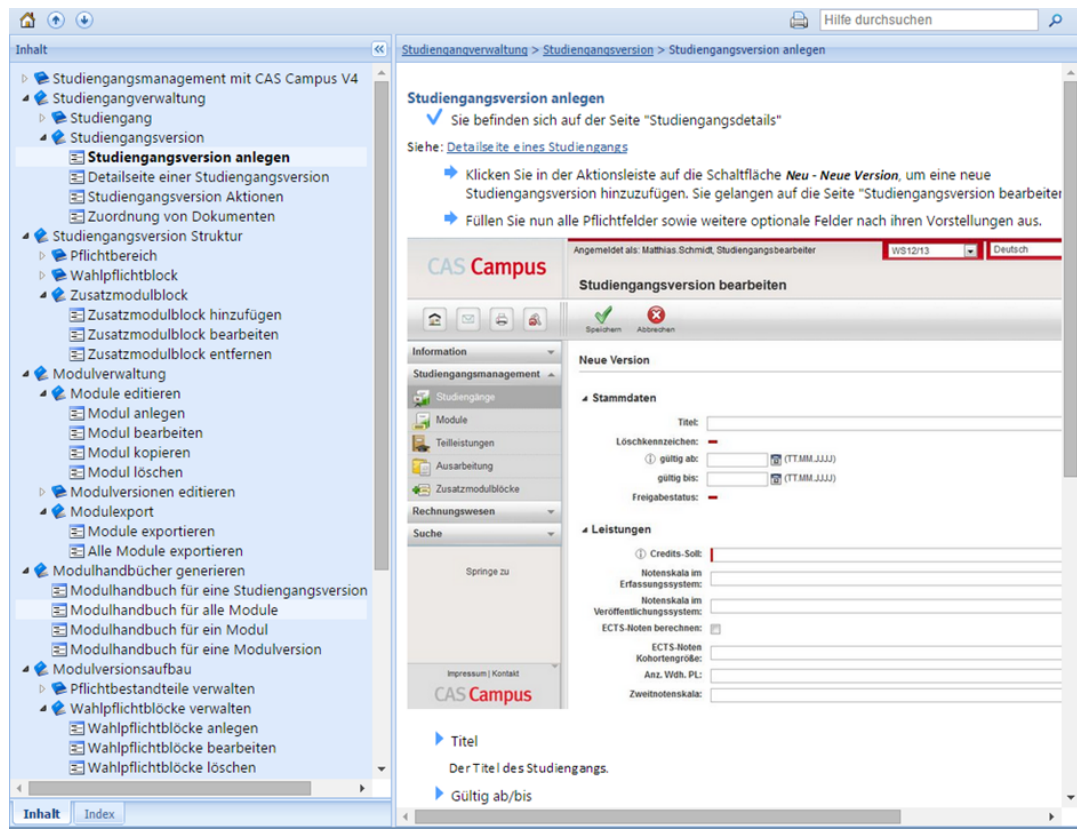 Hilfe durchsuchen
Inhalt
Studiengangsmanagement mit CAS Campus V4
Studiengangverwaltung
Studiengang
Studiengangsversion
Studiengangsversion anlegen
Detailseite einer Studiengangsversion
Studiengangsversion Aktionen
Zuordnung von Dokumenten
Studiengangsversion Struktur
Pflichtbereich
Wahlpflichtblock
Zusatzmodulblock
Zusatzmodulblock hinzufügen
Zusatzmodulblock bearbeiten
Zusatzmodulblock entfernen
Modulverwaltung
Module editieren
Modul anlegen
Modul bearbeiten
Modul kopieren
Modul löschen
Modulversionen editieren
Modulexport
Module exportieren
Alle Module exportieren
Modulhandbücher generieren
Modulhandbuch für eine Studiengangsversion
Modulhandbuch für alle Module
Modulhandbuch für ein Modul
Modulhandbuch für eine Modulversion
Modulversionsaufbau
Pflichtbestandteile verwalten
Wahlpflichtblöcke verwalten
Wahlpflichtblöcke anlegen
Wahlpflichtblöcke bearbeiten
Wahlpflichtblöcke löschen
Inhalt Index
Studiengangverwaltung > Studiengangsversion > Studiengangsversion anlegen
Studiengangsversion anlegen
Sie befinden sich auf der Seite "Studiengangsdetails"
Siehe: Detailseite eines Studiengangs
Klicken Sie in der Aktionsleiste auf die Schaltfläche Neu - Neue Version, um eine neue
Studiengangsversion hinzuzufügen. Sie gelangen auf die Seite "Studiengangsversion bearbeiter
Füllen Sie nun alle Pflichtfelder sowie weitere optionale Felder nach ihren Vorstellungen aus.
CAS Campus
Angemeldet als: Matthias Schmidt, Studiengangsbearbeiter
WS12/13
Deutsch
Studiengangsversion bearbeiten
Speichern Abbrechen
Information
Studiengangsmanagement
Studiengänge
Module
Teilleistungen
Ausarbeitung
Zusatzmodulblöcke
Rechnungswesen
Suche
Springe zu
Impressum | Kontakt
CAS Campus
Neue Version
Stammdaten
Titel:
Löschkennzeichen:
gültig ab: (TT.MM.JJJJ)
gültig bis: (TT.MM.JJJJ)
Freigabestatus:
Leistungen
Credits-Soll:
Notenskala im
Erfassungssystem:
Notenskala im
Veröffentlichungssystem:
ECTS-Noten berechnen:
ECTS-Noten
Kohortengröße:
Anz. Wdh. PL:
Zweitnotenskala:
Titel
Der Titel des Studiengangs.
Gültig ab/bis